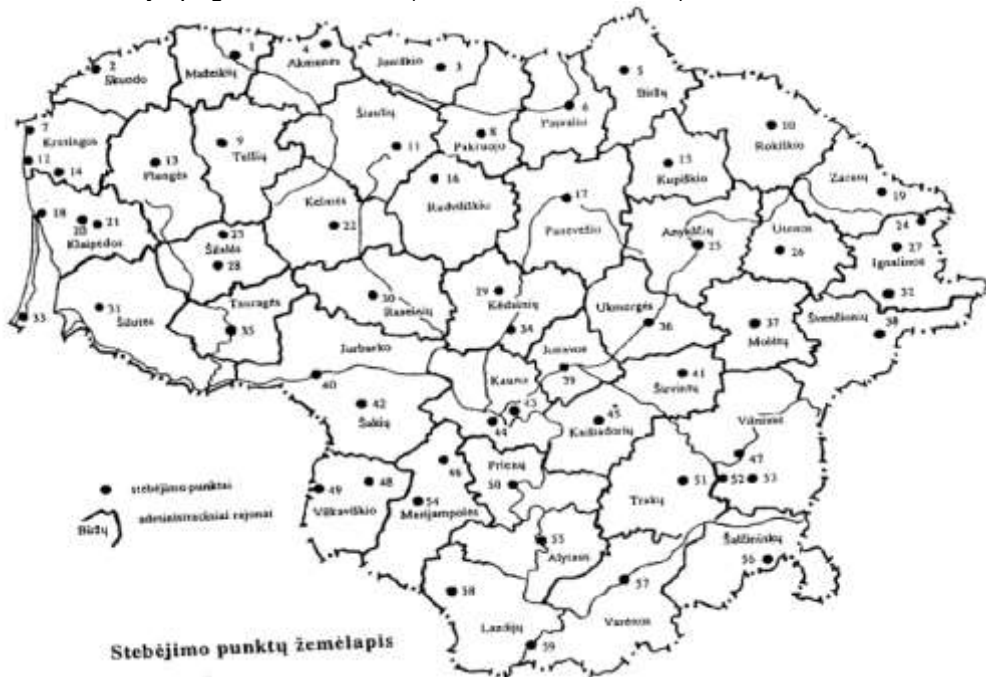 1
2
Skuodo
Mažeikių
4
Akmenės
Joniškio
3
5
Biržų
6
7
Kretingos
12
14
13
Plungės
9
Telšių
Šiaulių
11
8
Pakruojo
Pasvalio
10
Rokiškio
15
Kupiškio
16
Radviliškio
17
Panevėžio
Zarasų
19
18
20
21
Klaipėdos
Kelmės
22
23
Šilalės
28
Anykščių
25
Utenos
26
24
27
Ignalinos
32
33
31
Šilutės
Tauragės
35
30
Raseinių
29
Kėdainių
34
Ukmergės
36
37
Molėtų
Švenčionių
38
Jurbarko
40
Jonavos
39
Kauno
43
44
41
Širvintų
42
Šakių
45
Kaišiadorių
Vilniaus
47
46
Prienų
50
49
48
Vilkaviškio
54
Marijampolės
51
Trakų
52
53
stebėjimo punktai
Biržų
administraciniai rajonai
55
Alytaus
Šalčininkų
56
57
58
Lazdijų
59
Varėnos
Stebėjimo punktų žemėlapis